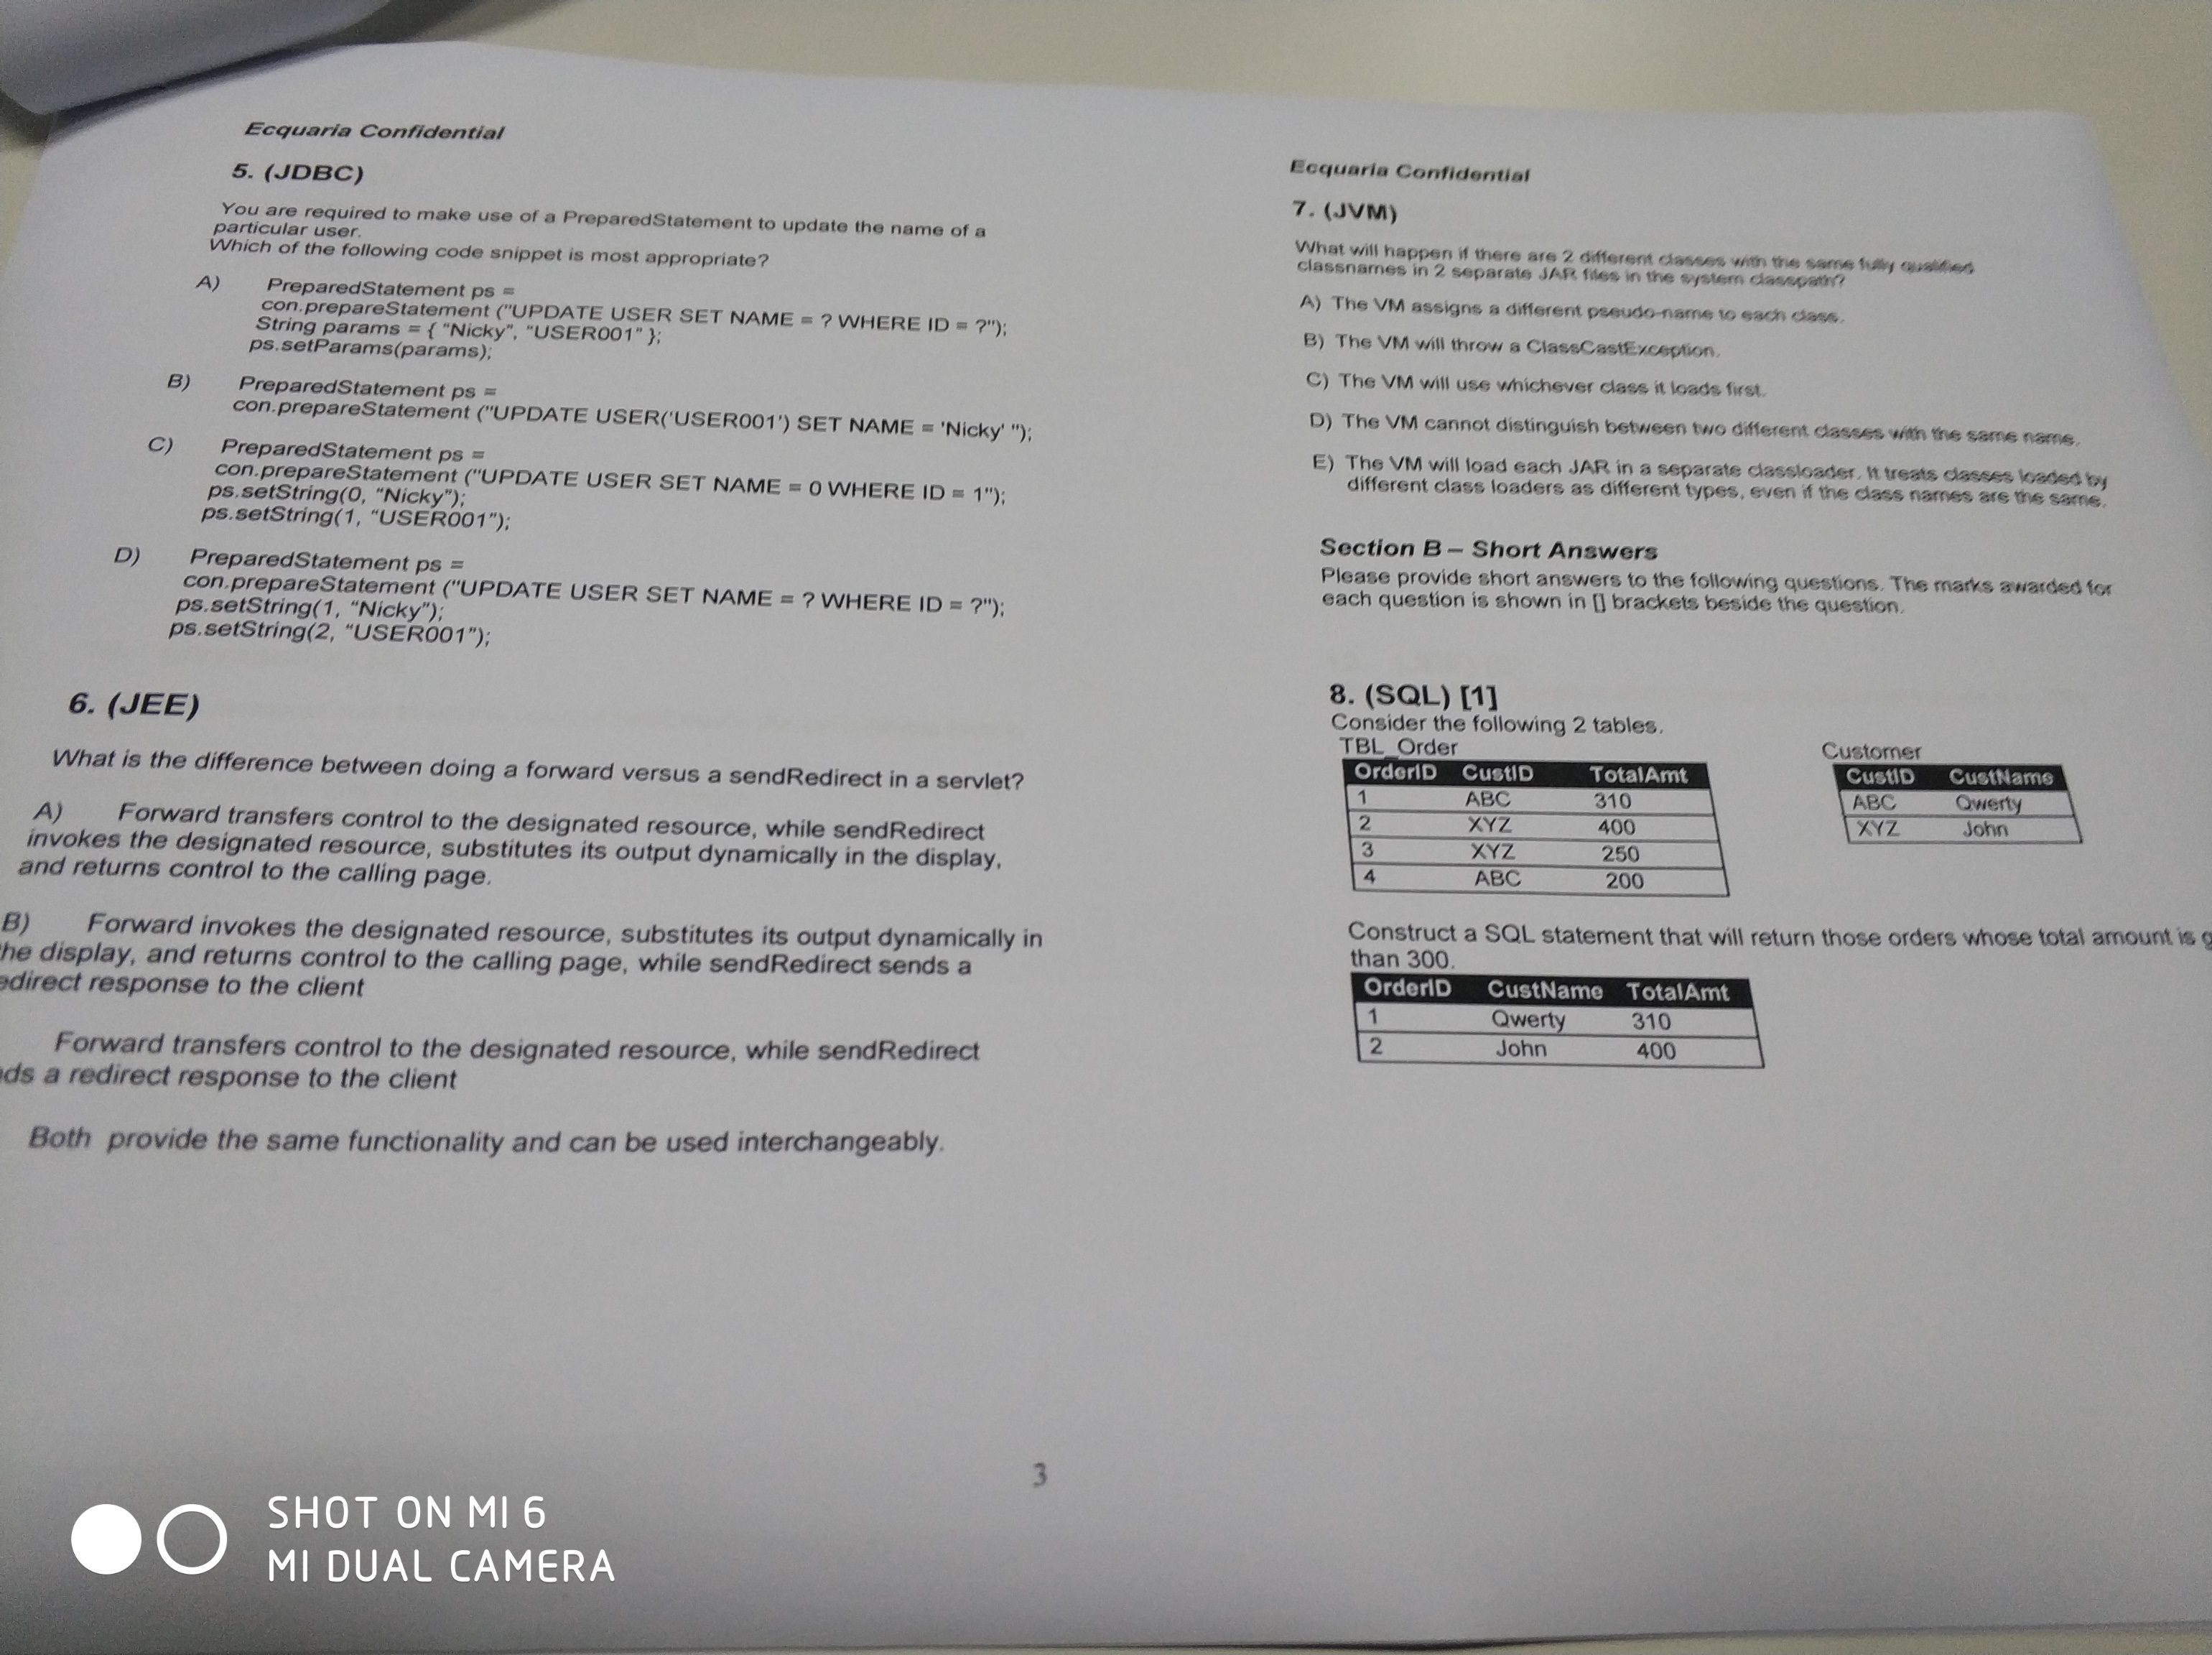 Ecquaria Confidential
5. (JDBC)
You are required to make use of a PreparedStatement to update the name of a
particular user.
Which of the following code snippet is most appropriate?
A) PreparedStatement ps =
con.prepareStatement ("UPDATE USER SET NAME = ? WHERE ID = ?");
String params = { "Nicky", "USER001" };
ps.setParams(params);
B) PreparedStatement ps =
con.prepareStatement ("UPDATE USER('USER001') SET NAME = 'Nicky' ");
C) PreparedStatement ps =
con.prepareStatement ("UPDATE USER SET NAME = 0 WHERE ID = 1");
ps.setString(0, "Nicky");
ps.setString(1, "USER001");
D) PreparedStatement ps =
con.prepareStatement ("UPDATE USER SET NAME = ? WHERE ID = ?");
ps.setString(1, "Nicky");
ps.setString(2, "USER001");
6. (JEE)
What is the difference between doing a forward versus a sendRedirect in a servlet?
A) Forward transfers control to the designated resource, while sendRedirect
invokes the designated resource, substitutes its output dynamically in the display,
and returns control to the calling page.
B) Forward invokes the designated resource, substitutes its output dynamically in
he display, and returns control to the calling page, while sendRedirect sends a
edirect response to the client
Forward transfers control to the designated resource, while sendRedirect
ds a redirect response to the client
Both provide the same functionality and can be used interchangeably.
3
Ecquaria Confidential
7. (JVM)
What will happen if there are 2 different classes with the same fully qualified
classnames in 2 separate JAR files in the system classpath?
A) The VM assigns a different pseudo-name to each class.
B) The VM will throw a ClassCastException.
C) The VM will use whichever class it loads first.
D) The VM cannot distinguish between two different classes with the same name.
E) The VM will load each JAR in a separate classloader. It treats classes loaded by
different class loaders as different types, even if the class names are the same.
Section B – Short Answers
Please provide short answers to the following questions. The marks awarded for
each question is shown in [] brackets beside the question.
8. (SQL) [1]
Consider the following 2 tables.
TBL_Order
OrderID CustID TotalAmt
1 ABC 310
2 XYZ 400
3 XYZ 250
4 ABC 200
Customer
CustID CustName
ABC Qwerty
XYZ John
Construct a SQL statement that will return those orders whose total amount is g
than 300.
OrderID CustName TotalAmt
1 Qwerty 310
2 John 400
SHOT ON MI 6
MI DUAL CAMERA